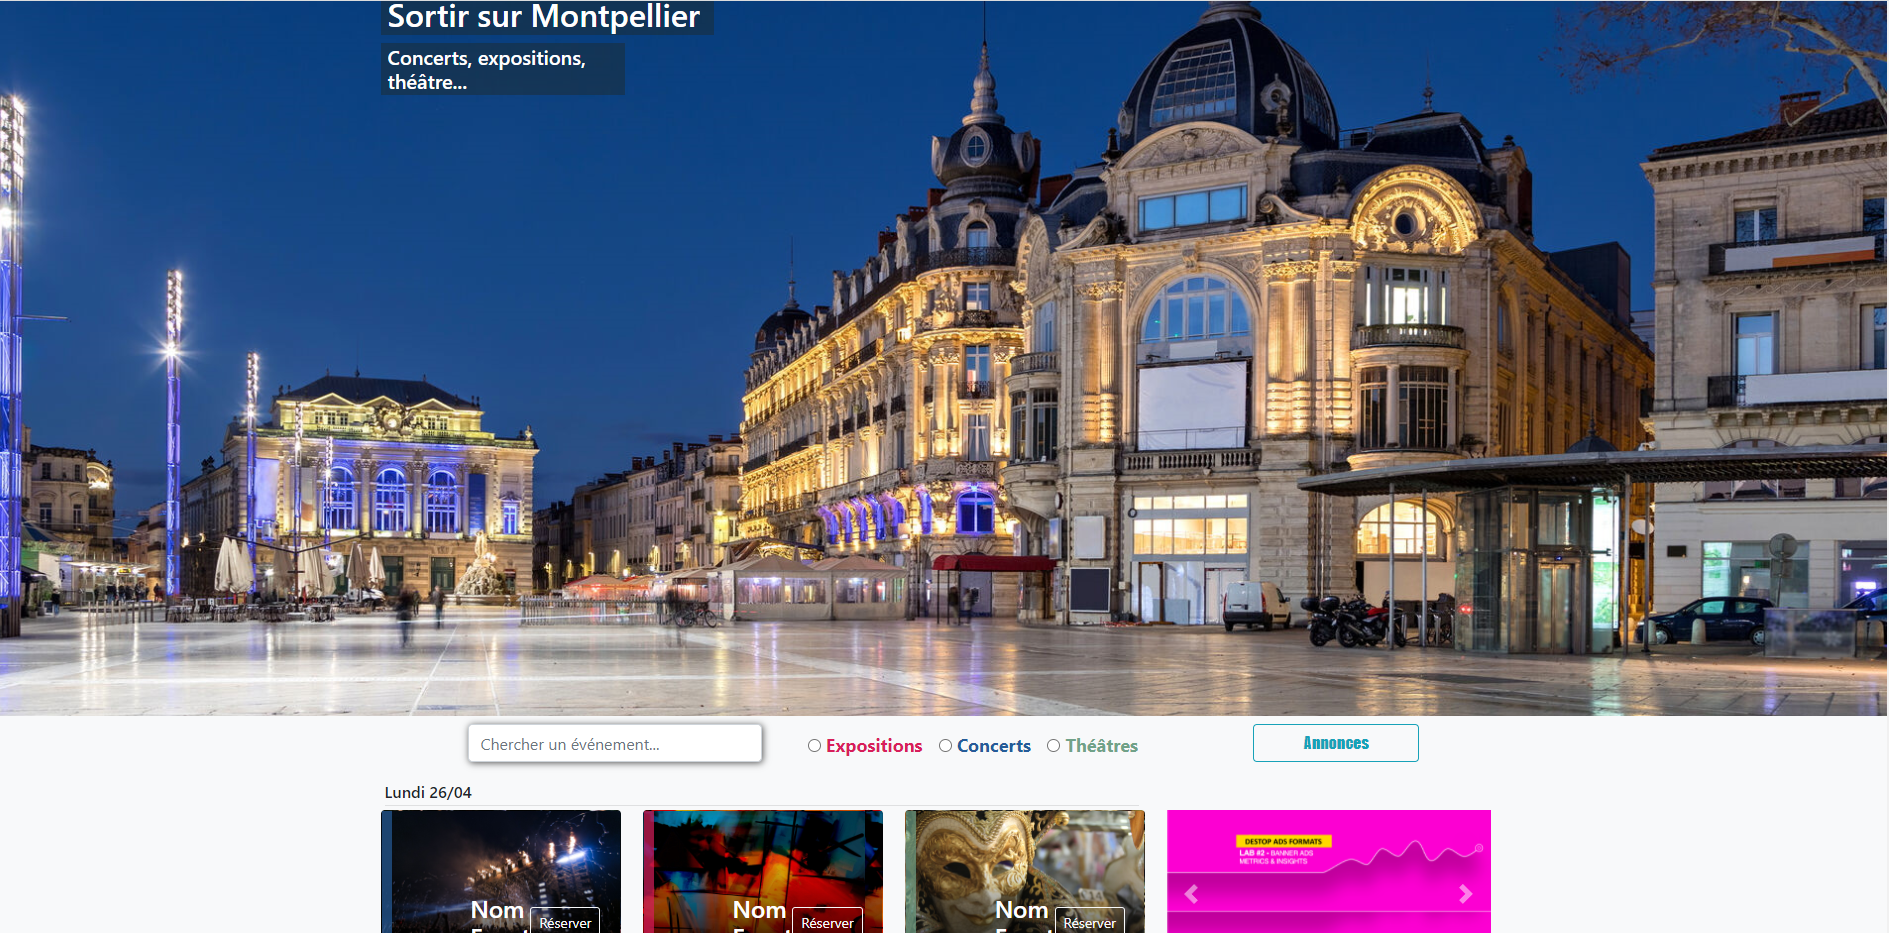 Sortir sur Montpellier
Concerts, expositions,
théâtre...
Chercher un événement...
Expositions
Concerts
Théâtres
Annonces
Lundi 26/04
Nom
Réserver
Nom
Réserver
Nom
Réserver
DESTOP ADS FORMATS
LAB #2 - BANNER ADS
METRICS & INSIGHTS